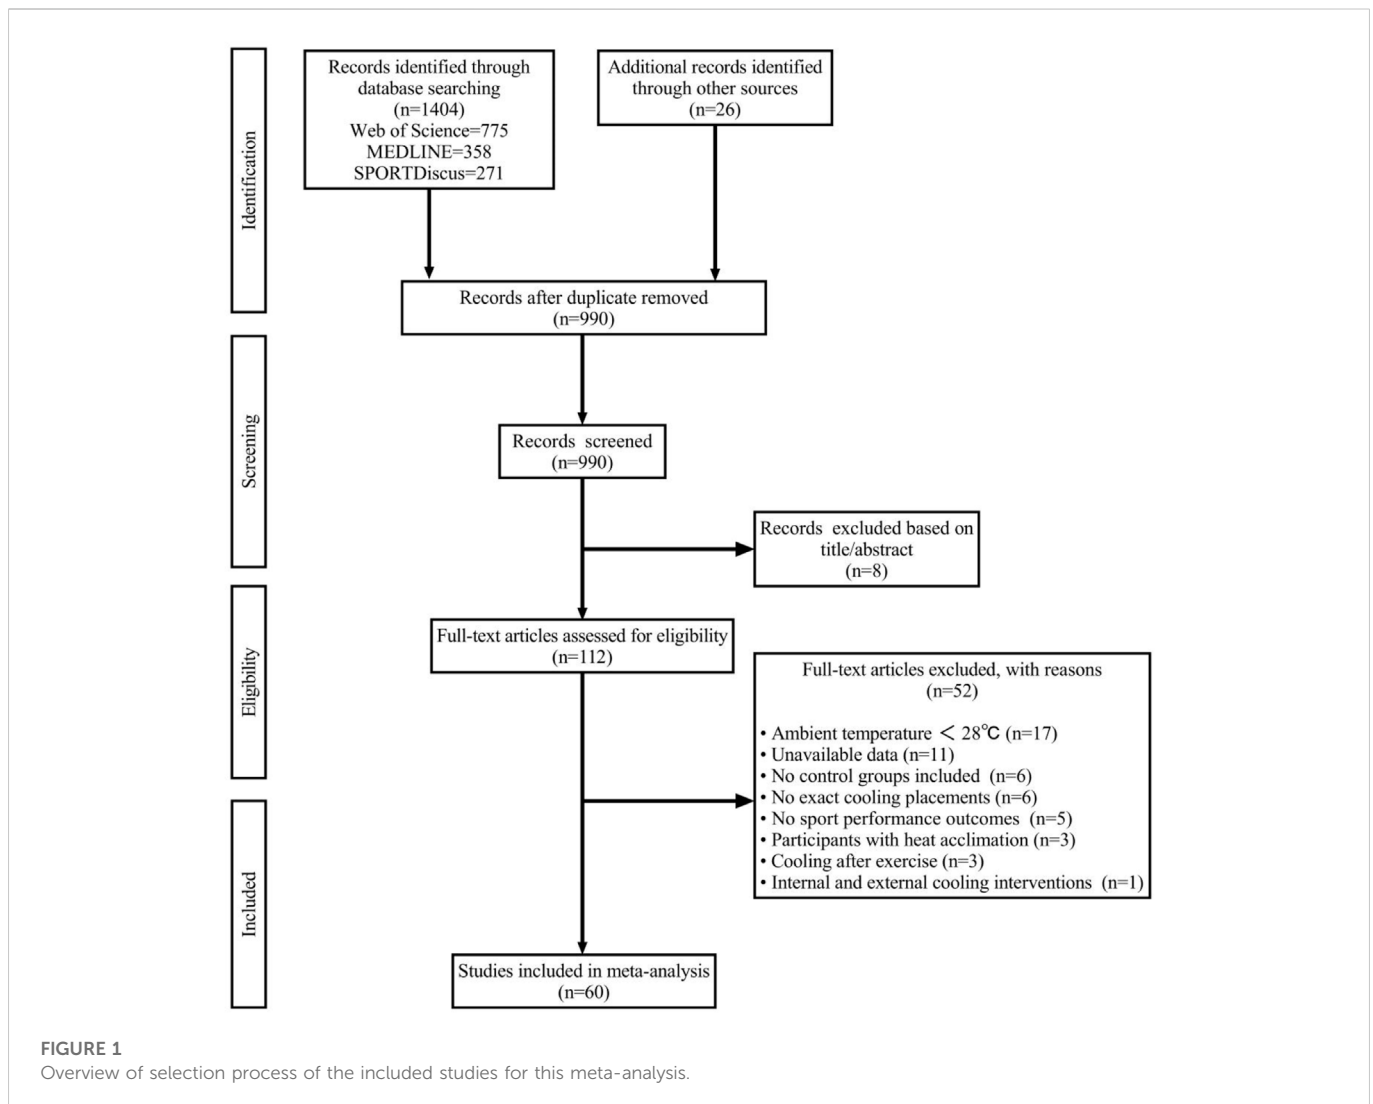 Identification
Records identified through
database searching
(n=1404)
Web of Science=775
MEDLINE=358
SPORTDiscus=271
Additional records identified
through other sources
(n=26)
Records after duplicate removed
(n=990)
Screening
Records screened
(n=990)
Records excluded based on
title/abstract
(n=8)
Eligibility
Full-text articles assessed for eligibility
(n=112)
Full-text articles excluded, with reasons
(n=52)
• Ambient temperature < 28℃ (n=17)
• Unavailable data (n=11)
• No control groups included (n=6)
• No exact cooling placements (n=6)
• No sport performance outcomes (n=5)
• Participants with heat acclimation (n=3)
• Cooling after exercise (n=3)
• Internal and external cooling interventions (n=1)
Included
Studies included in meta-analysis
(n=60)
FIGURE 1
Overview of selection process of the included studies for this meta-analysis.